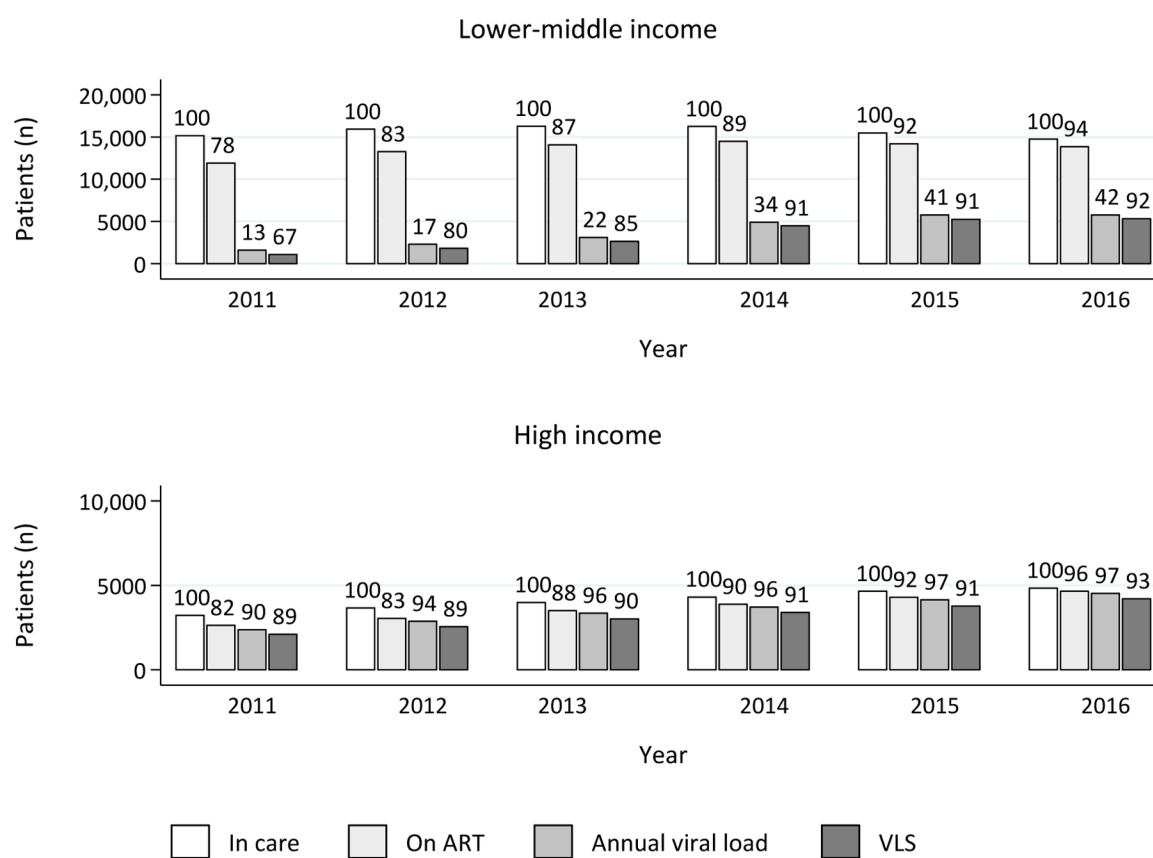 Lower-middle income
Patients (n)
20,000
15,000
10,000
5000
0
100 78 13 67
100 83 17 80
100 87 22 85
100 89 34 91
100 92 41 91
100 94 42 92
2011 2012 2013 2014 2015 2016
Year
High income
Patients (n)
10,000
5000
0
100 82 90 89
100 83 94 89
100 88 96 90
100 90 96 91
100 92 97 91
100 96 97 93
2011 2012 2013 2014 2015 2016
Year
In care On ART Annual viral load VLS